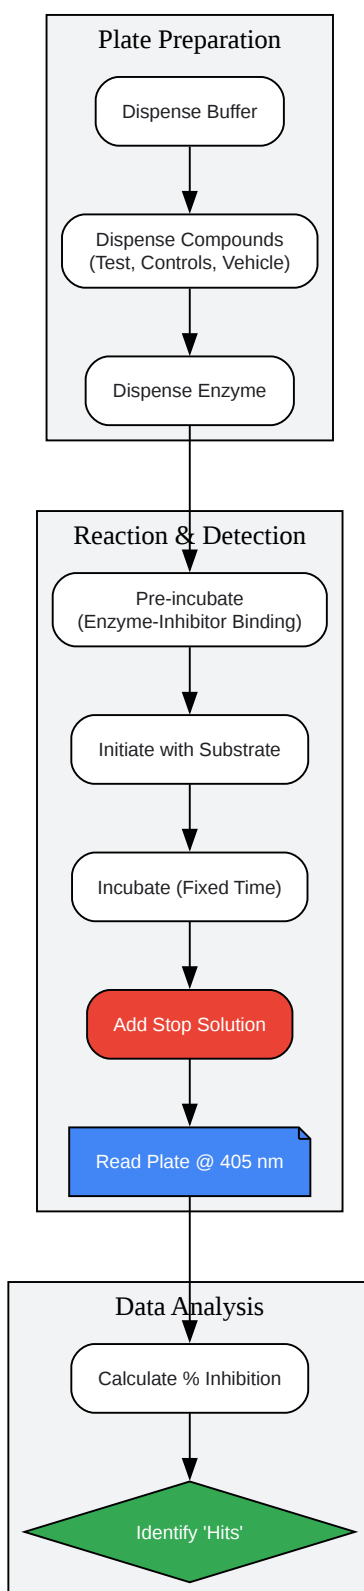 Plate Preparation
Dispense Buffer
Dispense Compounds
(Test, Controls, Vehicle)
Dispense Enzyme
Reaction & Detection
Pre-incubate
(Enzyme-Inhibitor Binding)
Initiate with Substrate
Incubate (Fixed Time)
Add Stop Solution
Read Plate @ 405 nm
Data Analysis
Calculate % Inhibition
Identify 'Hits'